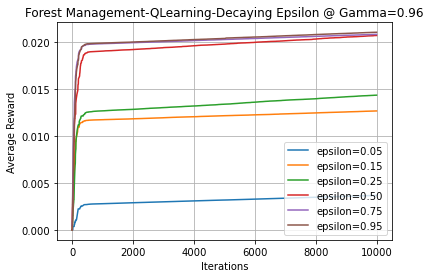 Forest Management-QLearning-Decaying Epsilon @ Gamma=0.96
Average Reward
0.020
0.015
0.010
0.005
0.000
epsilon=0.05
epsilon=0.15
epsilon=0.25
epsilon=0.50
epsilon=0.75
epsilon=0.95
0 2000 4000 6000 8000 10000
Iterations